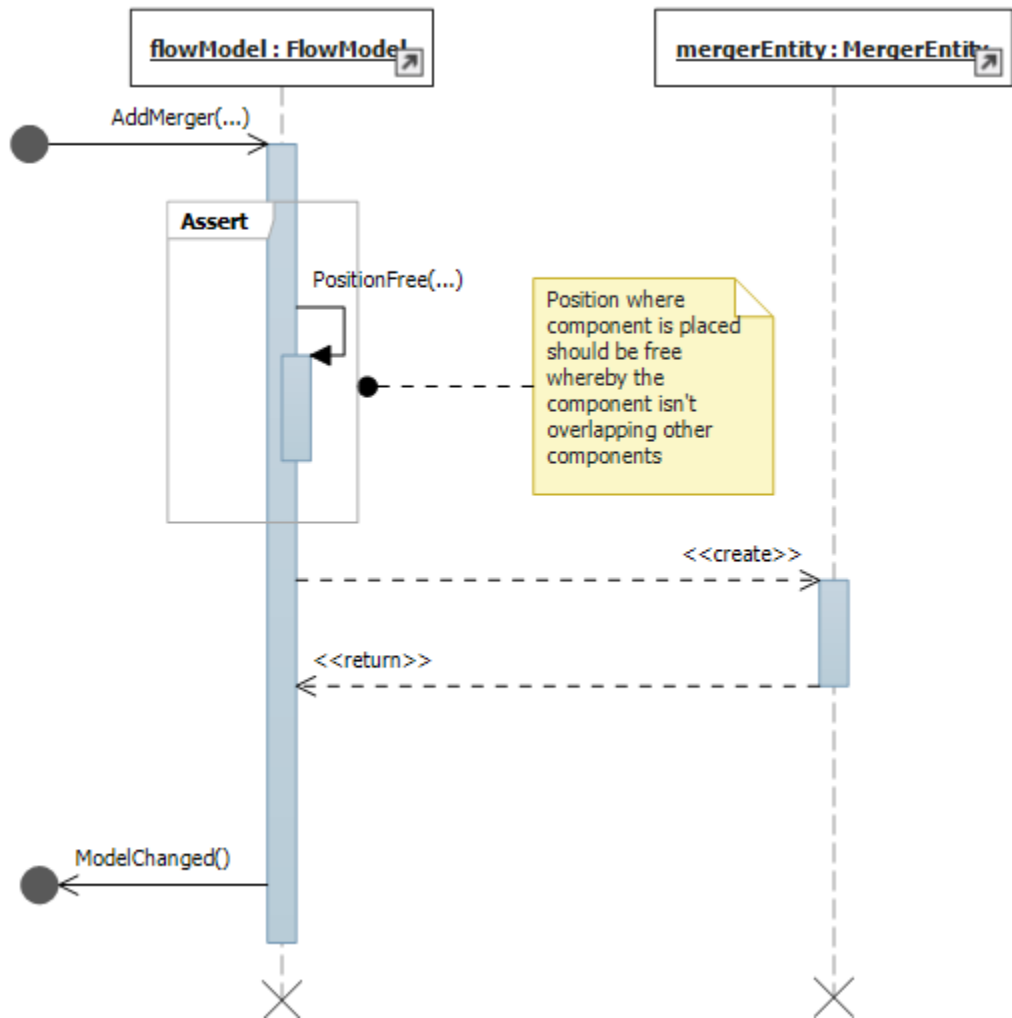 flowModel : FlowModel
mergerEntity : MergerEntity
AddMerger(...)
Assert
PositionFree(...)
Position where
component is placed
should be free
whereby the
component isn't
overlapping other
components
<<create>>
<<return>>
ModelChanged()